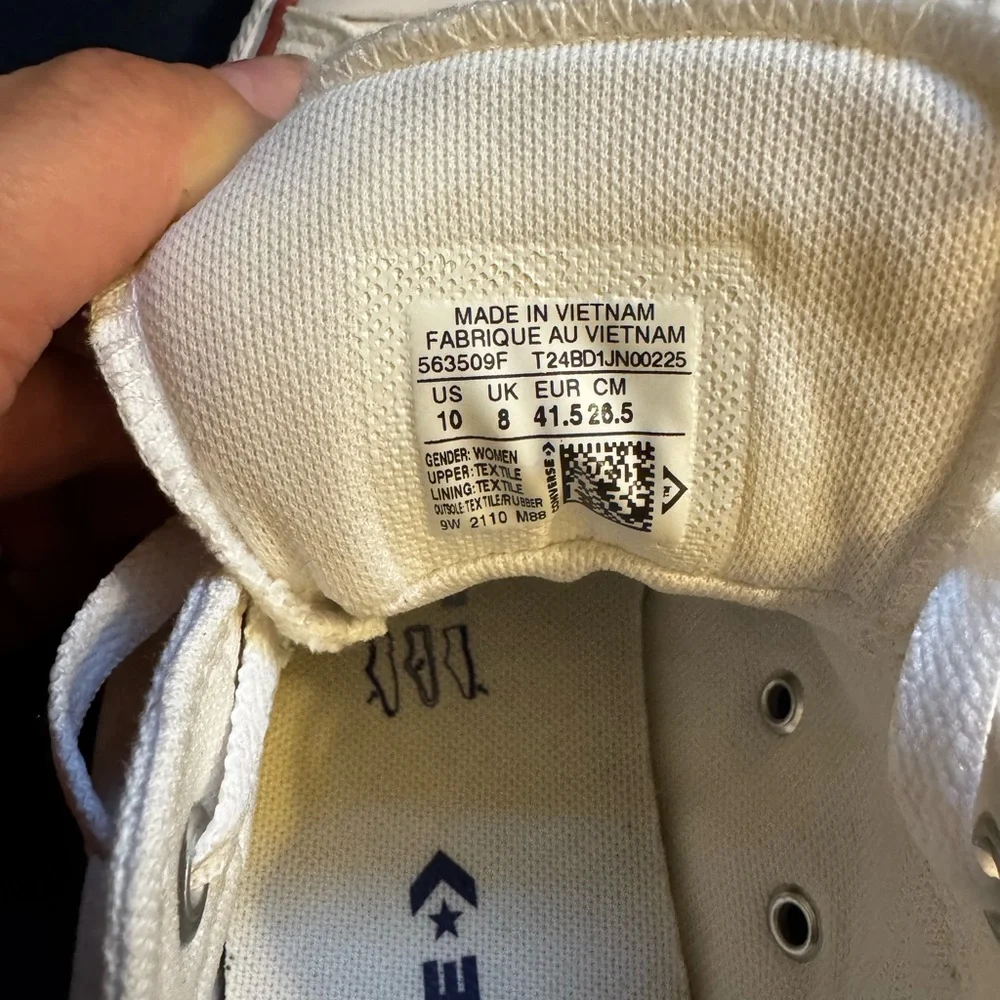 MADE IN VIETNAM
FABRIQUE AU VIETNAM
563509F T24BD1JN00225
US UK EUR CM
10 8 41.5 26.5
GENDER: WOMEN
UPPER: TEXTILE
LINING: TEXTILE
OUTSOLE: TEXTILE/RUBBER
9W 2110 M88
CONVERSE
E